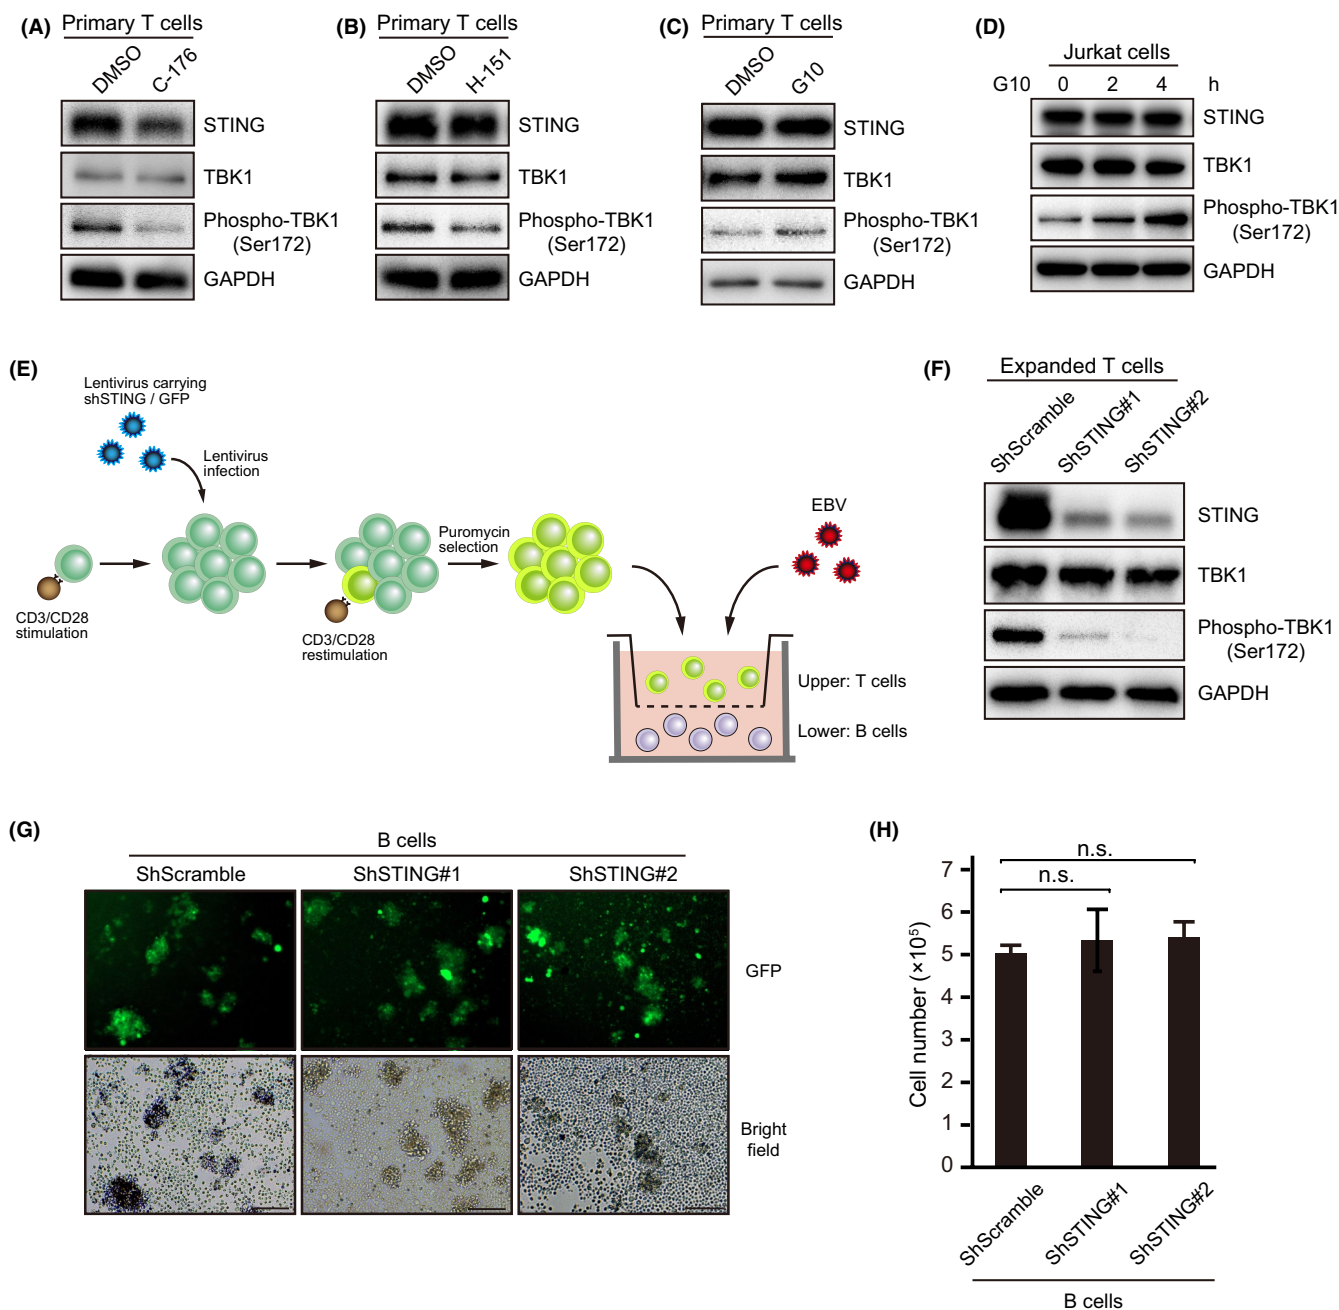 (A)
Primary T cells
DMSO
C-176
STING
TBK1
Phospho-TBK1
(Ser172)
GAPDH
(B)
Primary T cells
DMSO
H-151
STING
TBK1
Phospho-TBK1
(Ser172)
GAPDH
(C)
Primary T cells
DMSO
G10
STING
TBK1
Phospho-TBK1
(Ser172)
GAPDH
(D)
Jurkat cells
G10 0 2 4 h
STING
TBK1
Phospho-TBK1
(Ser172)
GAPDH
(E)
Lentivirus carrying
shSTING / GFP
Lentivirus
infection
CD3/CD28
stimulation
CD3/CD28
restimulation
Puromycin
selection
EBV
Upper: T cells
Lower: B cells
(F)
Expanded T cells
ShScramble
ShSTING#1
ShSTING#2
STING
TBK1
Phospho-TBK1
(Ser172)
GAPDH
(G)
B cells
ShScramble
ShSTING#1
ShSTING#2
GFP
Bright
field
(H)
n.s.
n.s.
Cell number (×10⁵)
7
6
5
4
3
2
1
0
ShScramble
ShSTING#1
ShSTING#2
B cells